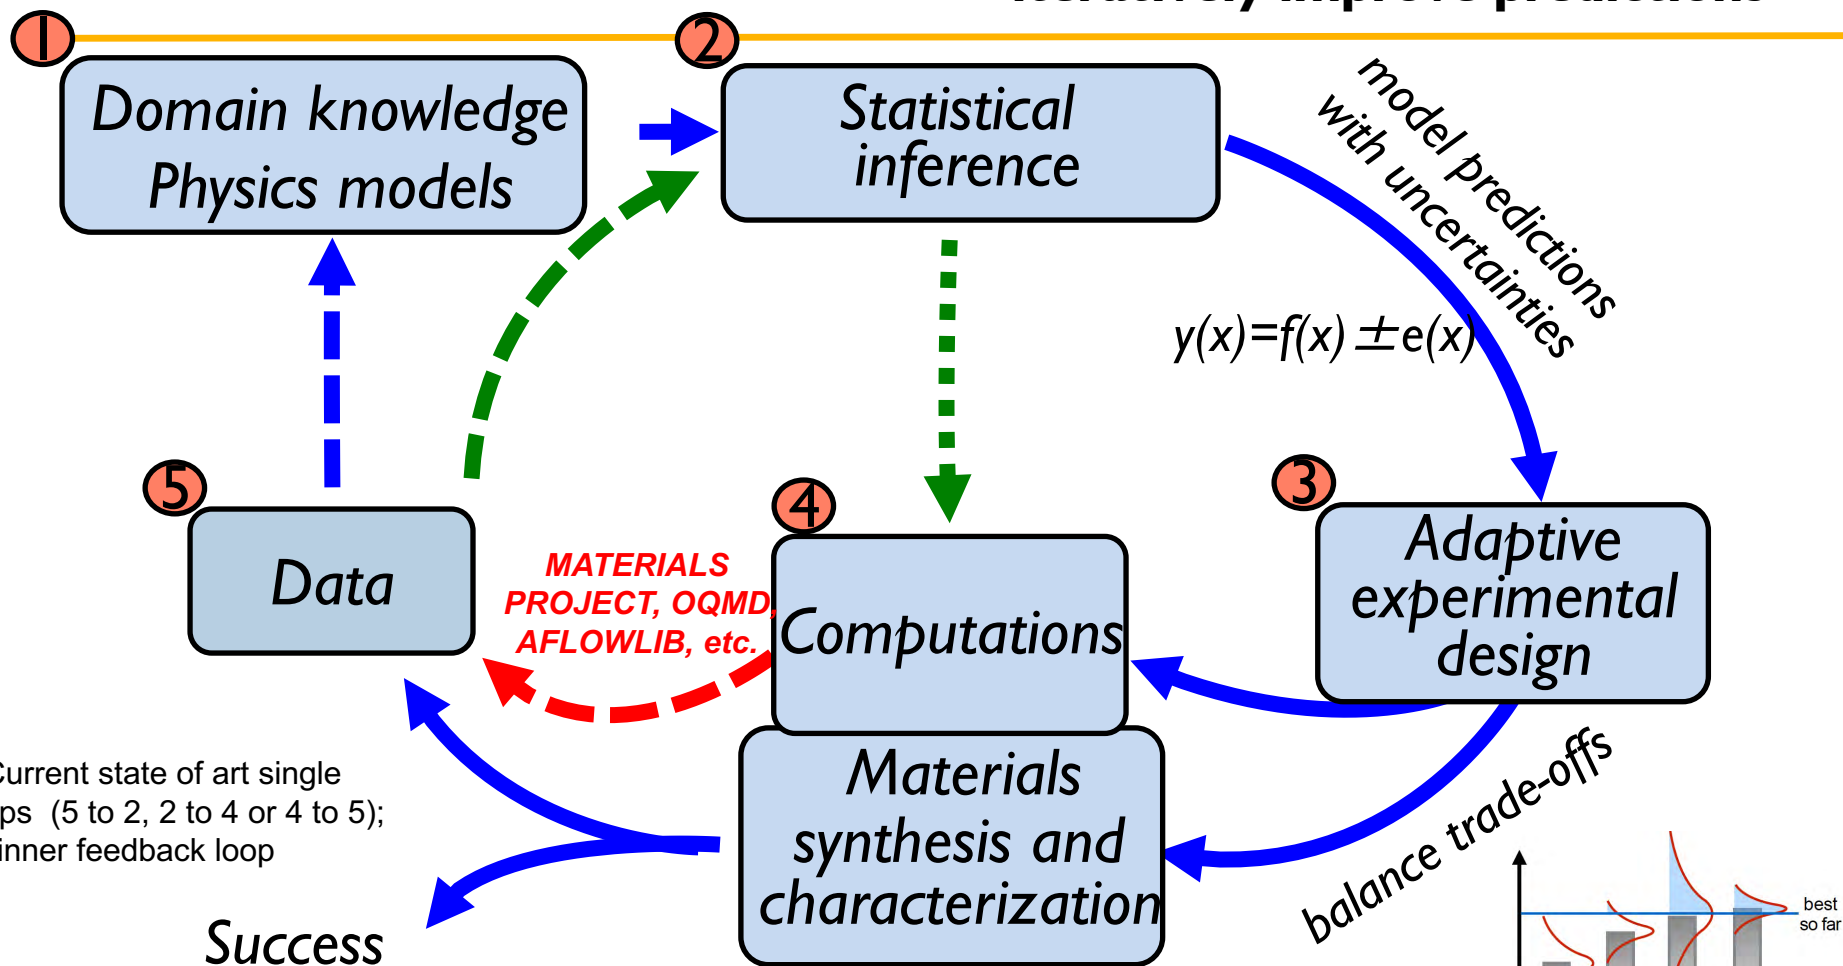 1
2
Domain knowledge
Physics models
Statistical
inference
model predictions
with uncertainties
y(x)=f(x) ±e(x)
5
Data
MATERIALS
PROJECT, OQMD,
AFLOWLIB, etc.
4
Computations
3
Adaptive
experimental
design
Materials
synthesis and
characterization
balance trade-offs
Current state of art single
ps (5 to 2, 2 to 4 or 4 to 5);
inner feedback loop
Success
best
so far